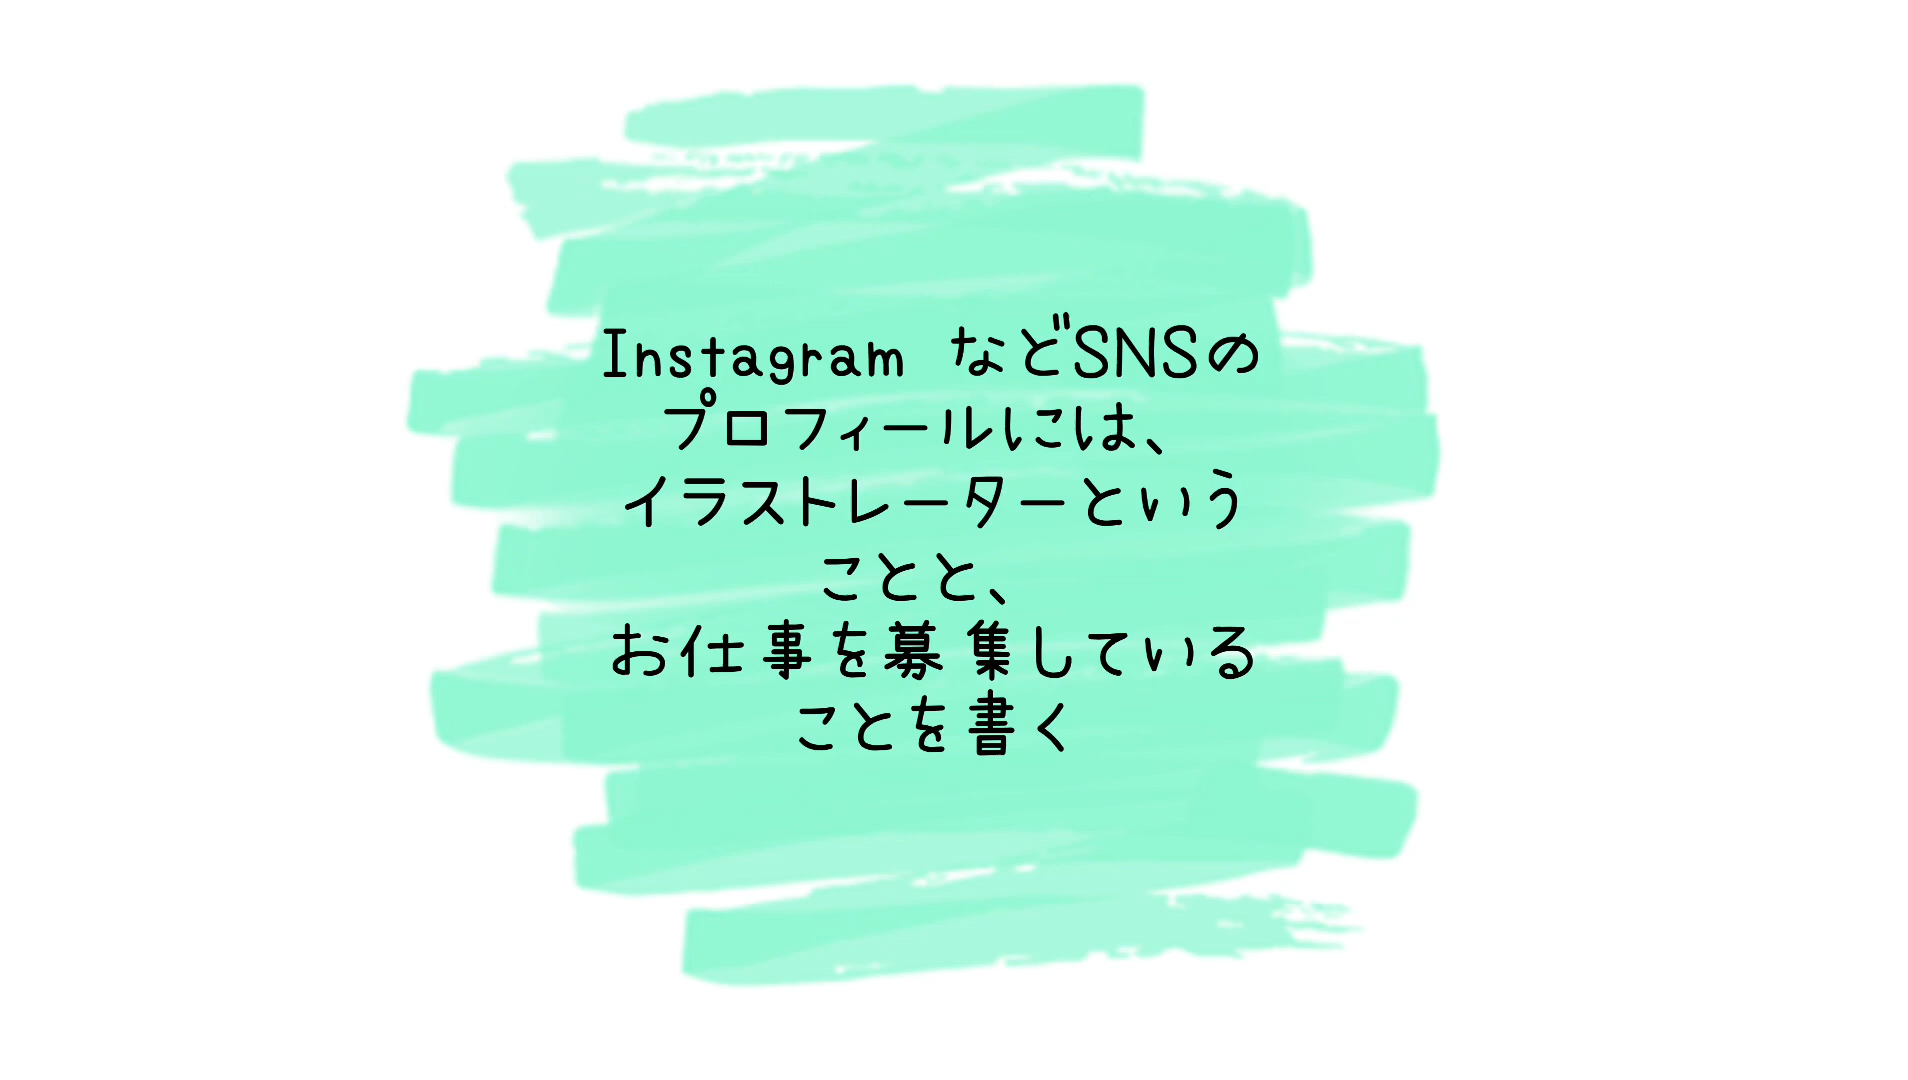 Instagram などSNSの
プロフィールには、
イラストレーターという
ことと、
お仕事を募集している
ことを書く